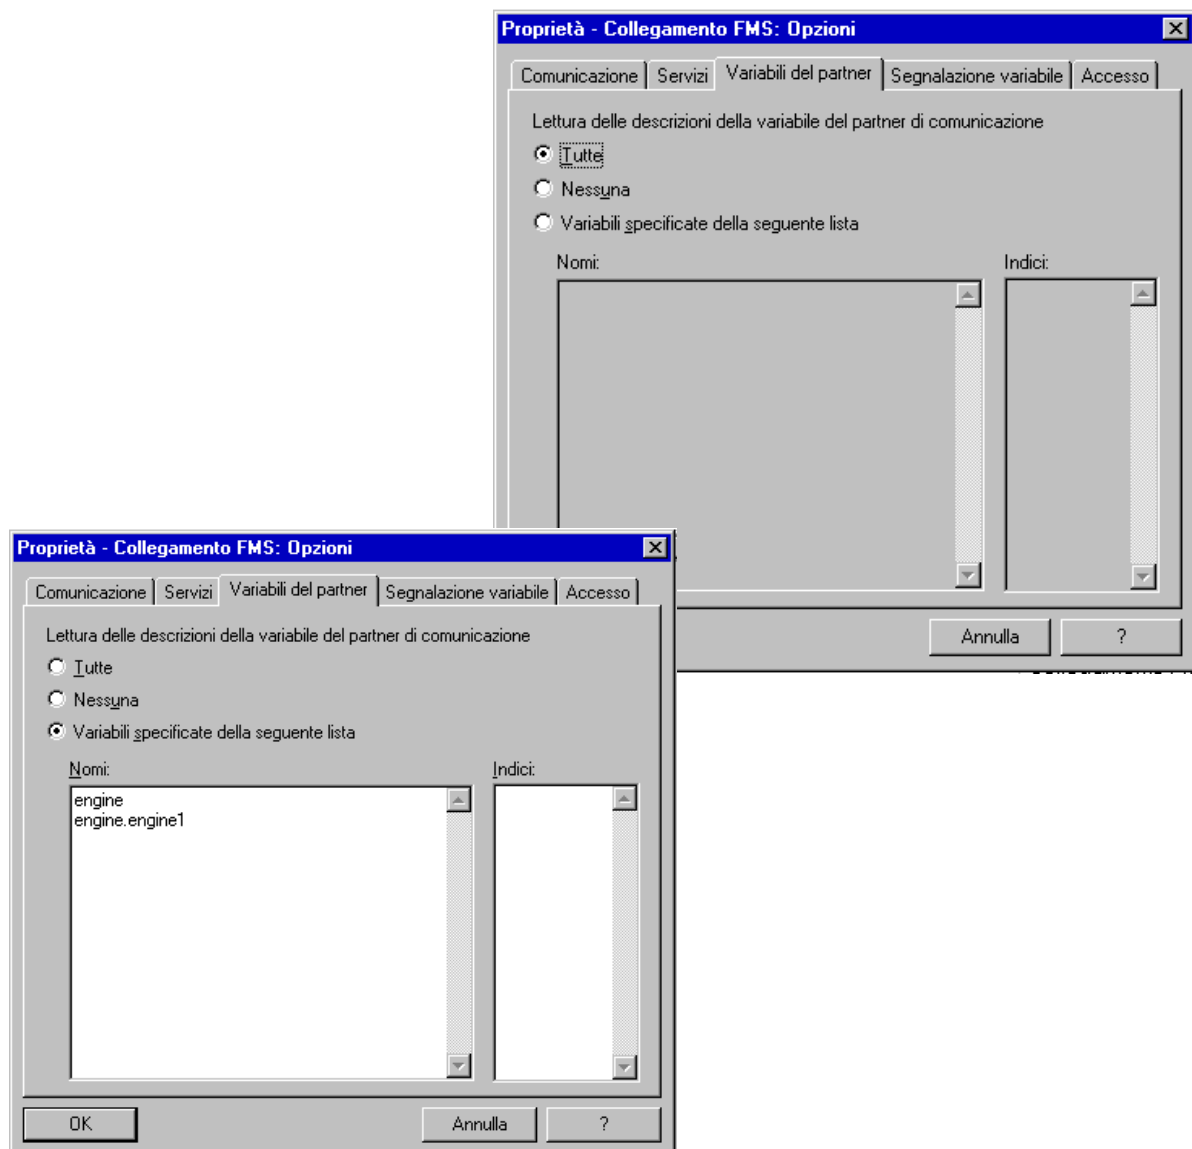 Proprietà - Collegamento FMS: Opzioni
Comunicazione Servizi Variabili del partner Segnalazione variabile Accesso
Lettura delle descrizioni della variabile del partner di comunicazione
Tutte
Nessuna
Variabili specificate della seguente lista
Nomi: Indici:
Annulla ?
Proprietà - Collegamento FMS: Opzioni
Comunicazione Servizi Variabili del partner Segnalazione variabile Accesso
Lettura delle descrizioni della variabile del partner di comunicazione
Tutte
Nessuna
Variabili specificate della seguente lista
Nomi: Indici:
engine
engine.engine1
OK Annulla ?